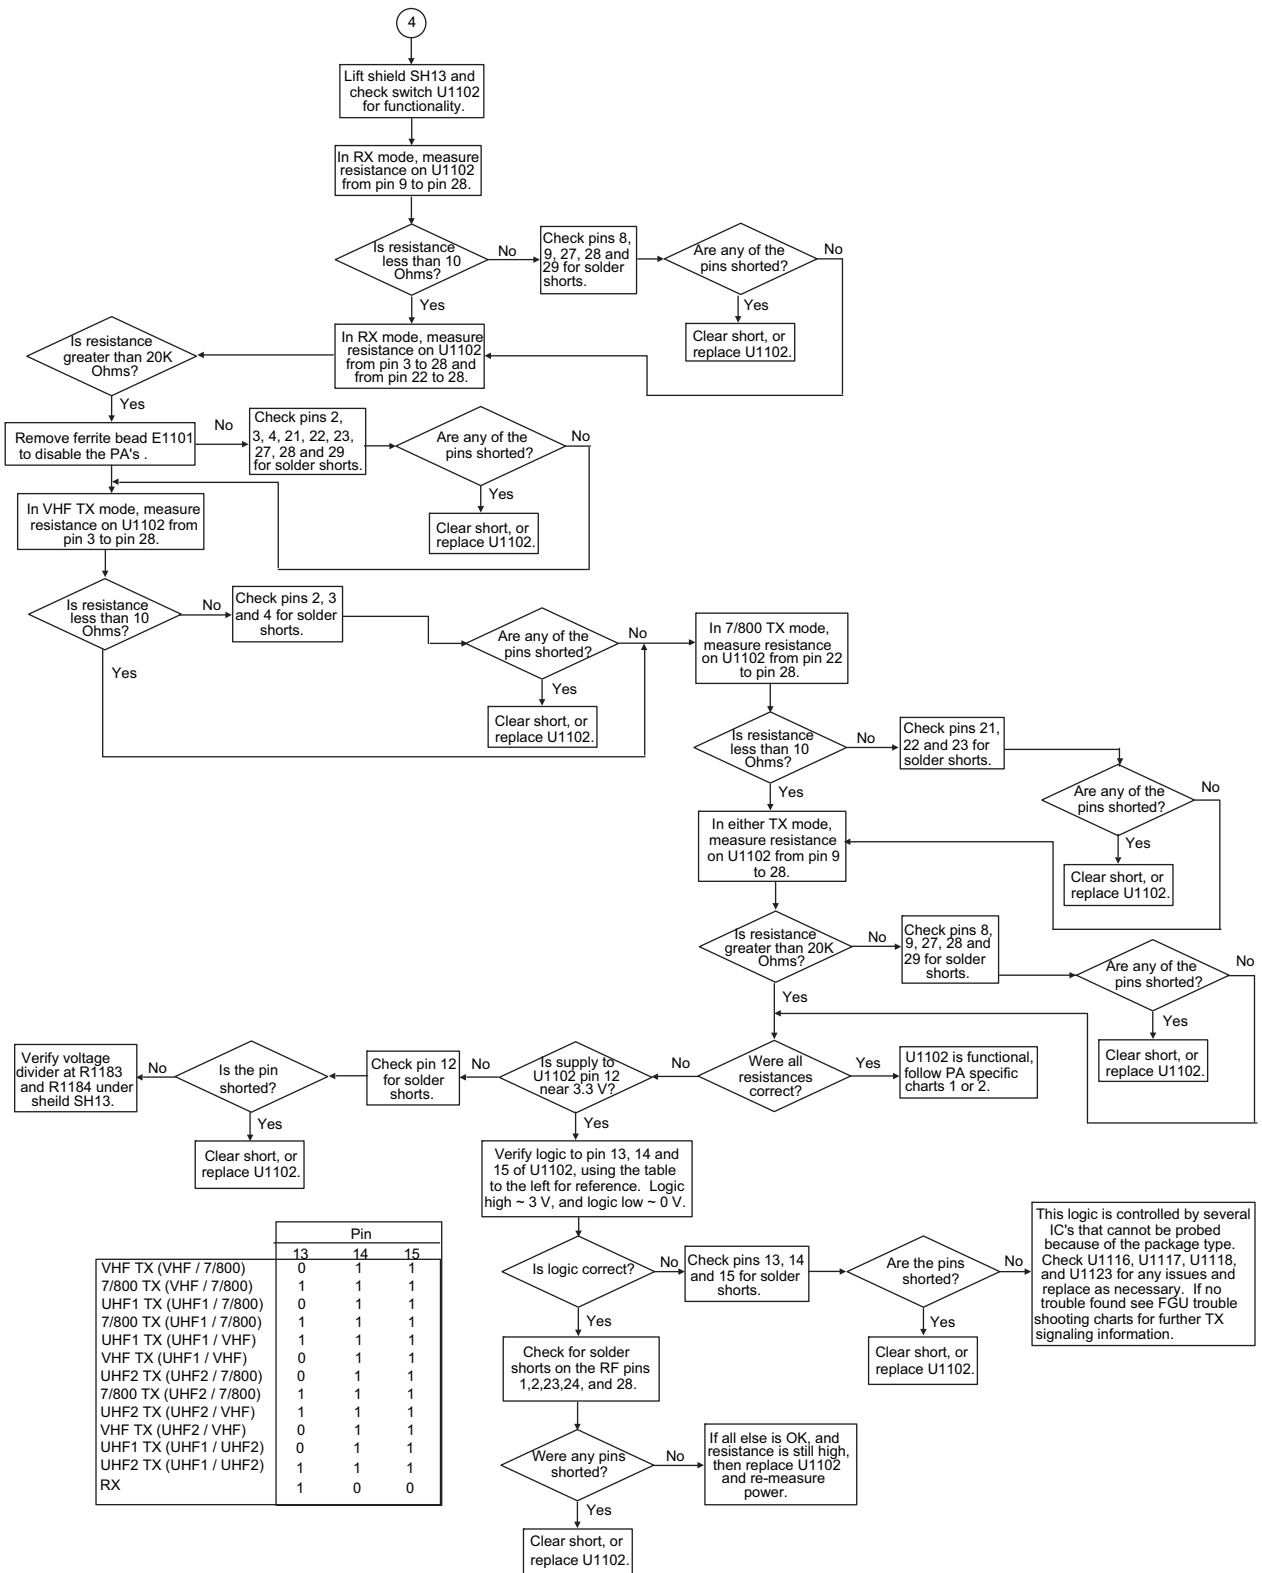 4
Lift shield SH13 and
check switch U1102
for functionality.
In RX mode, measure
resistance on U1102
from pin 9 to pin 28.
Is resistance
less than 10
Ohms?
No
Check pins 8,
9, 27, 28 and
29 for solder
shorts.
Are any of the
pins shorted?
No
Yes
Yes
Clear short, or
replace U1102.
In RX mode, measure
resistance on U1102
from pin 3 to 28 and
from pin 22 to 28.
Is resistance
greater than 20K
Ohms?
Yes
Remove ferrite bead E1101
to disable the PA's .
No
Check pins 2,
3, 4, 21, 22, 23,
27, 28 and 29
for solder shorts.
Are any of the
pins shorted?
No
Yes
Clear short, or
replace U1102.
In VHF TX mode, measure
resistance on U1102 from
pin 3 to pin 28.
Is resistance
less than 10
Ohms?
No
Check pins 2, 3
and 4 for solder
shorts.
Are any of the
pins shorted?
No
Yes
Yes
Clear short, or
replace U1102.
In 7/800 TX mode,
measure resistance
on U1102 from pin 22
to pin 28.
Is resistance
less than 10
Ohms?
No
Check pins 21,
22 and 23 for
solder shorts.
Yes
Are any of the
pins shorted?
No
Yes
Clear short, or
replace U1102.
In either TX mode,
measure resistance
on U1102 from pin 9
to 28.
Is resistance
greater than 20K
Ohms?
No
Check pins 8,
9, 27, 28 and
29 for solder
shorts.
Are any of the
pins shorted?
No
Yes
Yes
Clear short, or
replace U1102.
Were all
resistances
correct?
Yes
U1102 is functional,
follow PA specific
charts 1 or 2.
No
Is supply to
U1102 pin 12
near 3.3 V?
No
Check pin 12
for solder
shorts.
Is the pin
shorted?
No
Verify voltage
divider at R1183
and R1184 under
sheild SH13.
Yes
Clear short, or
replace U1102.
Yes
Verify logic to pin 13, 14 and
15 of U1102, using the table
to the left for reference. Logic
high ~ 3 V, and logic low ~ 0 V.
Is logic correct?
No
Check pins 13, 14
and 15 for solder
shorts.
Are the pins
shorted?
No
This logic is controlled by several
IC's that cannot be probed
because of the package type.
Check U1116, U1117, U1118,
and U1123 for any issues and
replace as necessary. If no
trouble found see FGU trouble
shooting charts for further TX
signaling information.
Yes
Clear short, or
replace U1102.
Yes
Check for solder
shorts on the RF pins
1,2,23,24, and 28.
Were any pins
shorted?
No
If all else is OK, and
resistance is still high,
then replace U1102
and re-measure
power.
Yes
Clear short, or
replace U1102.
Pin
13 14 15
VHF TX (VHF / 7/800) 0 1 1
7/800 TX (VHF / 7/800) 1 1 1
UHF1 TX (UHF1 / 7/800) 0 1 1
7/800 TX (UHF1 / 7/800) 1 1 1
UHF1 TX (UHF1 / VHF) 1 1 1
VHF TX (UHF1 / VHF) 0 1 1
UHF2 TX (UHF2 / 7/800) 0 1 1
7/800 TX (UHF2 / 7/800) 1 1 1
UHF2 TX (UHF2 / VHF) 1 1 1
VHF TX (UHF2 / VHF) 0 1 1
UHF1 TX (UHF1 / UHF2) 0 1 1
UHF2 TX (UHF1 / UHF2) 1 1 1
RX 1 0 0